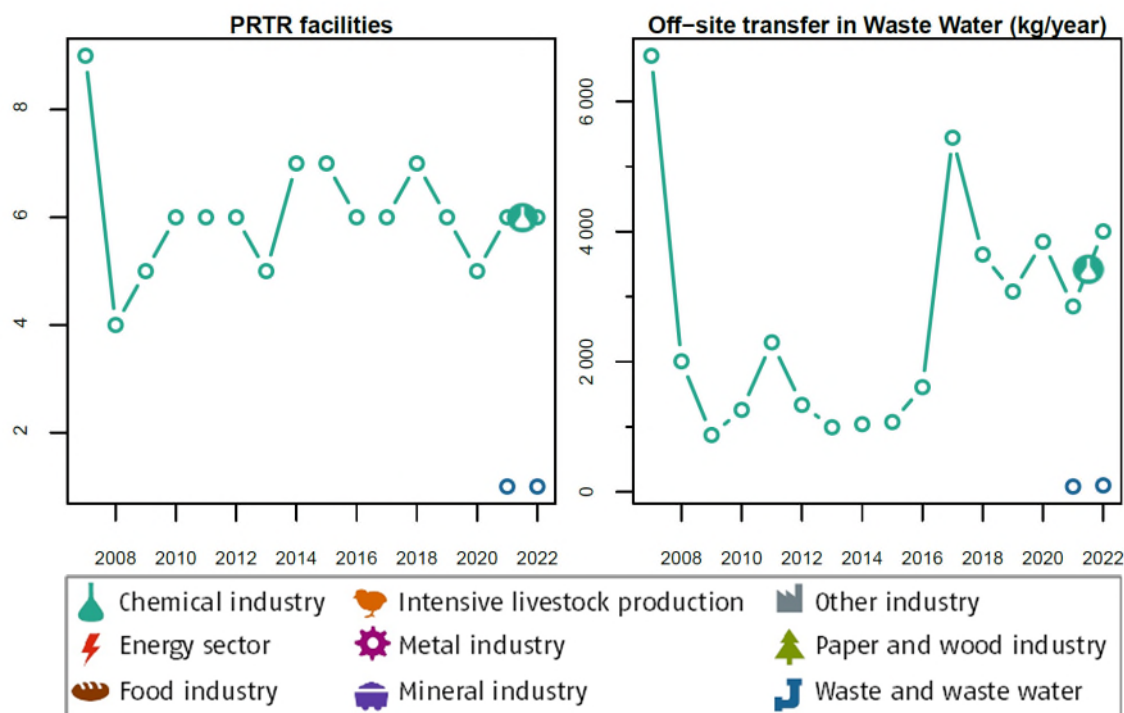 PRTR facilities
8
6
4
2
2008 2010 2012 2014 2016 2018 2020 2022
Off-site transfer in Waste Water (kg/year)
6 000
4 000
2 000
0
2008 2010 2012 2014 2016 2018 2020 2022
Chemical industry Intensive livestock production Other industry
Energy sector Metal industry Paper and wood industry
Food industry Mineral industry Waste and waste water